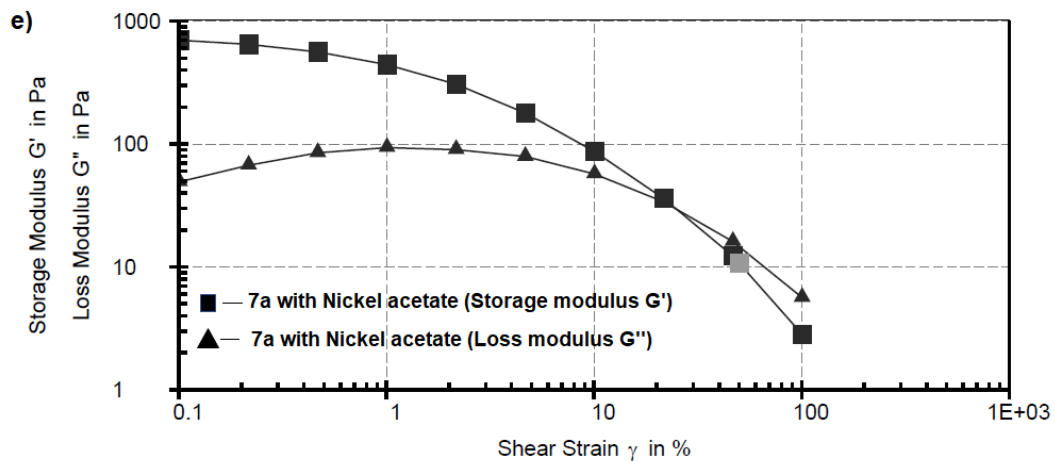 e)
1000
100
10
1
Storage Modulus G' in Pa
Loss Modulus G" in Pa
7a with Nickel acetate (Storage modulus G')
7a with Nickel acetate (Loss modulus G'')
0.1 1 10 100 1E+03
Shear Strain γ in %